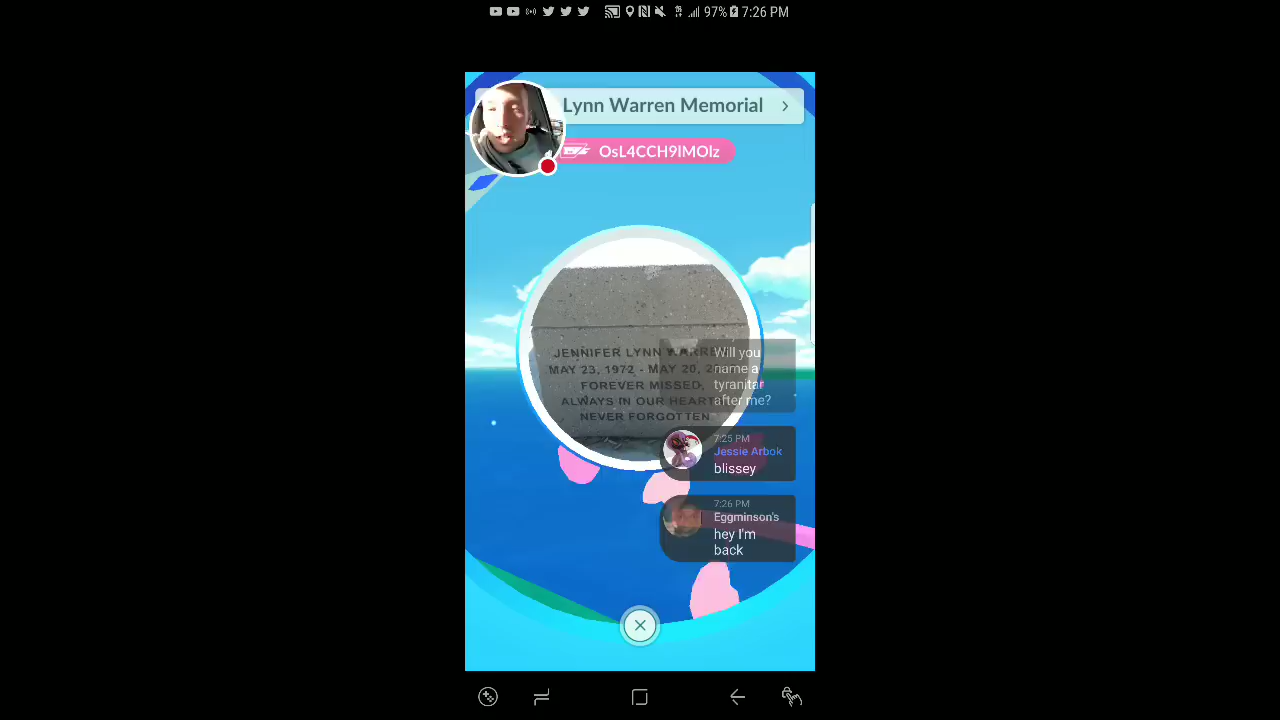 97% 7:26 PM
Lynn Warren Memorial
OsL4CCH9IMOIz
JENNIFER LYNN WARRE
MAY 23, 1972 - MAY 20, 2
FOREVER MISSED,
ALWAYS IN OUR HEART
NEVER FORGOTTEN
Will you
name a
tyranitar
after me?
7:25 PM
Jessie Arbok
blissey
7:26 PM
Eggminson's
hey I'm
back